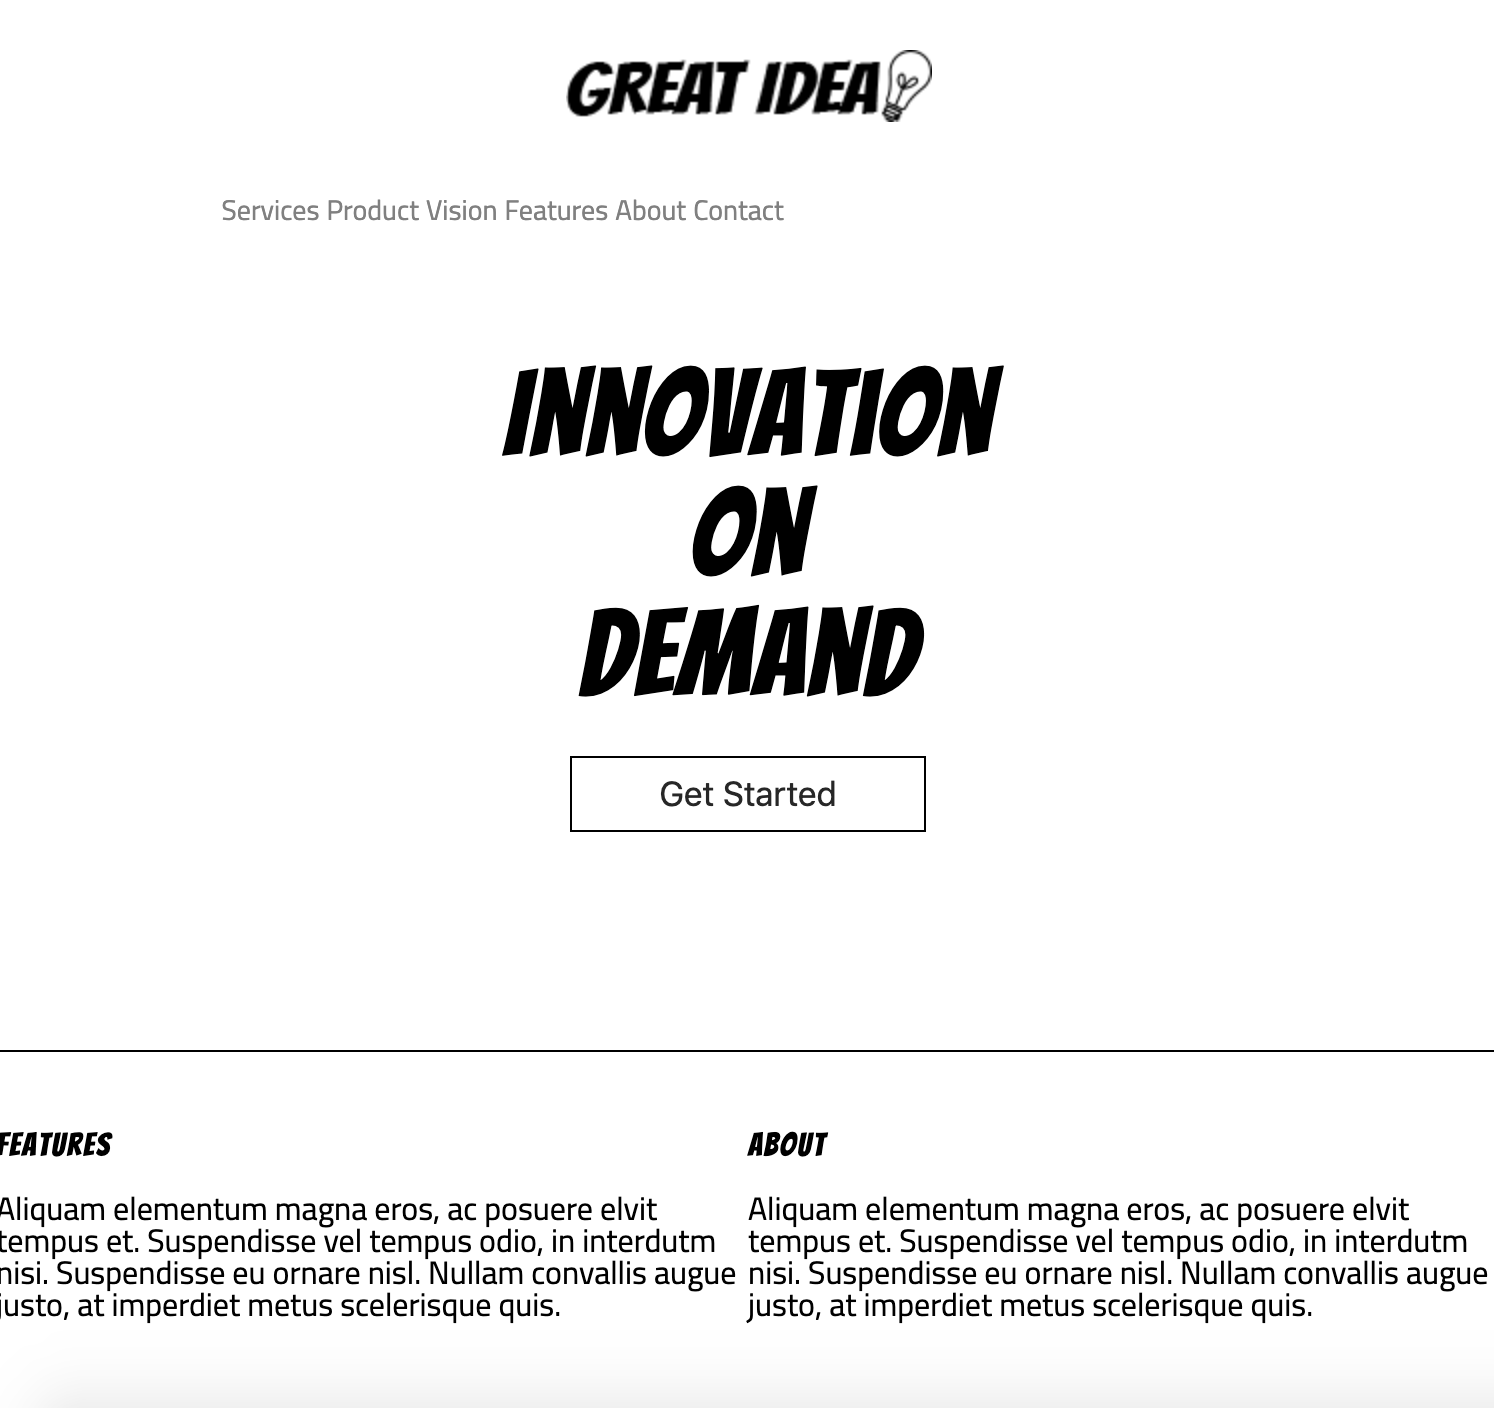 GREAT IDEA
Services Product Vision Features About Contact
INNOVATION
ON
DEMAND
Get Started
FEATURES
Aliquam elementum magna eros, ac posuere elvit
tempus et. Suspendisse vel tempus odio, in interdutm
nisi. Suspendisse eu ornare nisl. Nullam convallis augue
justo, at imperdiet metus scelerisque quis.
ABOUT
Aliquam elementum magna eros, ac posuere elvit
tempus et. Suspendisse vel tempus odio, in interdutm
nisi. Suspendisse eu ornare nisl. Nullam convallis augue
justo, at imperdiet metus scelerisque quis.